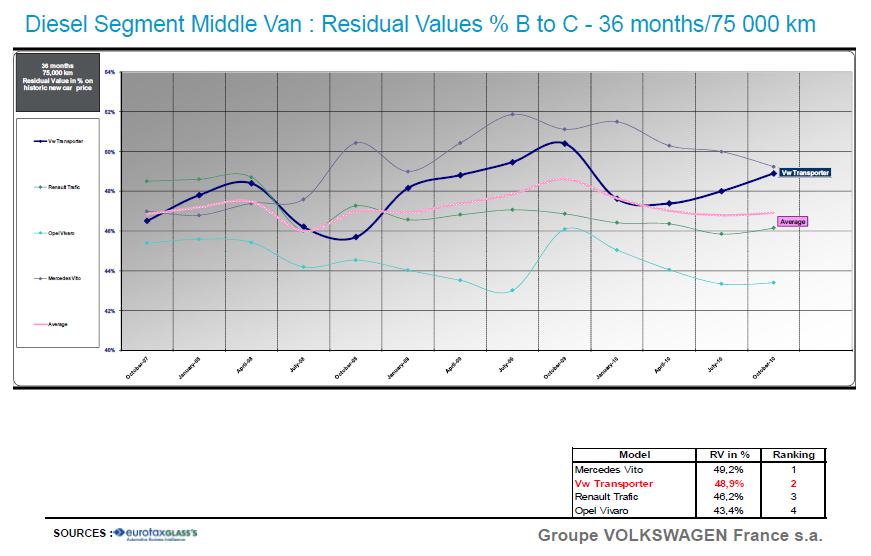 Diesel Segment Middle Van : Residual Values % B to C - 36 months/75 000 km
36 months
75,000 km
Residual Value in % on
historic new car price
Vw Transporter
Renault Trafic
Opel Vivaro
Mercedes Vito
Average
54%
52%
50%
48%
46%
44%
42%
40%
Vw Transporter
Average
October-07
January-08
April-08
July-08
October-08
January-09
April-09
July-09
October-09
January-10
April-10
July-10
October-10
Model RV in % Ranking
Mercedes Vito 49,2% 1
Vw Transporter 48,9% 2
Renault Trafic 46,2% 3
Opel Vivaro 43,4% 4
SOURCES : eurotaxGLASS'S
Automotive Business Intelligence
Groupe VOLKSWAGEN France s.a.